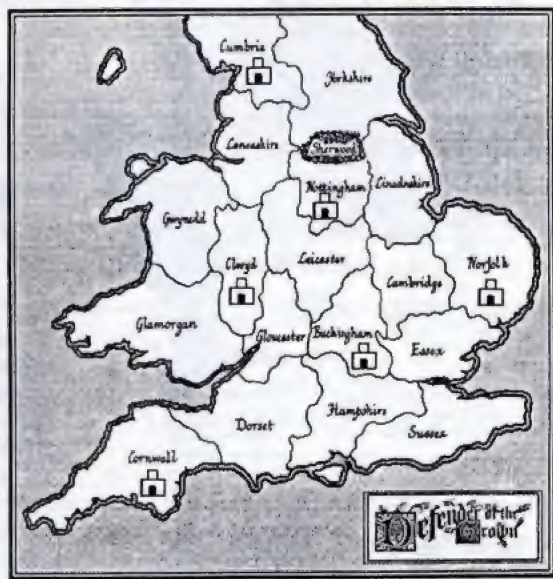 Cumbria
Yorkshire
Lancashire
Sherwood
Nottingham
Lincolnshire
Gwynedd
Clwyd
Leicester
Cambridge
Norfolk
Glamorgan
Gloucester
Buckingham
Essex
Dorset
Hampshire
Sussex
Cornwall
Defender of the
Crown